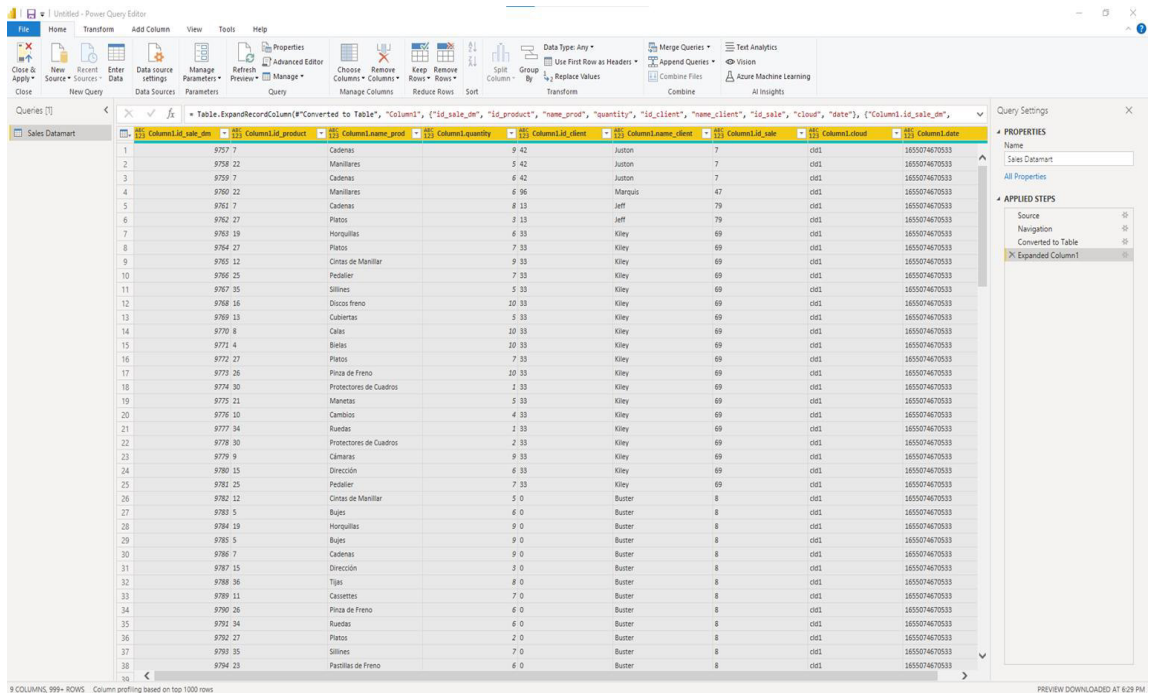 Untitled - Power Query Editor
File Home Transform Add Column View Tools Help
Close & Apply New Source Recent Sources Enter Data Data source settings Manage Parameters Refresh Preview Properties Advanced Editor Manage Choose Columns Remove Columns Keep Rows Remove Rows Split Column Group By Data Type: Any Use First Row as Headers Replace Values Merge Queries Append Queries Combine Files Text Analytics Vision Azure Machine Learning
Close New Query Data Sources Parameters Query Manage Columns Reduce Rows Sort Transform Combine AI Insights
Queries [1]
Sales Datamart
= Table.ExpandRecordColumn(#"Converted to Table", "Column1", {"id_sale_dm", "id_product", "name_prod", "quantity", "id_client", "name_client", "id_sale", "cloud", "date"}, {"Column1.id_sale_dm",
Column1.id_sale_dm Column1.id_product Column1.name_prod Column1.quantity Column1.id_client Column1.name_client Column1.id_sale Column1.cloud Column1.date
1 9757 7 Cadenas 9 42 Juston 7 cld1 1655074670533
2 9758 22 Manillares 5 42 Juston 7 cld1 1655074670533
3 9759 7 Cadenas 6 42 Juston 7 cld1 1655074670533
4 9760 22 Manillares 6 96 Marquis 47 cld1 1655074670533
5 9761 7 Cadenas 8 13 Jeff 79 cld1 1655074670533
6 9762 27 Platos 3 13 Jeff 79 cld1 1655074670533
7 9763 19 Horquillas 6 33 Kiley 69 cld1 1655074670533
8 9764 27 Platos 7 33 Kiley 69 cld1 1655074670533
9 9765 12 Cintas de Manillar 9 33 Kiley 69 cld1 1655074670533
10 9766 25 Pedalier 7 33 Kiley 69 cld1 1655074670533
11 9767 35 Sillines 5 33 Kiley 69 cld1 1655074670533
12 9768 16 Discos freno 10 33 Kiley 69 cld1 1655074670533
13 9769 13 Cubiertas 5 33 Kiley 69 cld1 1655074670533
14 9770 8 Calas 10 33 Kiley 69 cld1 1655074670533
15 9771 4 Bielas 10 33 Kiley 69 cld1 1655074670533
16 9772 27 Platos 7 33 Kiley 69 cld1 1655074670533
17 9773 26 Pinza de Freno 10 33 Kiley 69 cld1 1655074670533
18 9774 30 Protectores de Cuadros 1 33 Kiley 69 cld1 1655074670533
19 9775 21 Manetas 5 33 Kiley 69 cld1 1655074670533
20 9776 10 Cambios 4 33 Kiley 69 cld1 1655074670533
21 9777 34 Ruedas 1 33 Kiley 69 cld1 1655074670533
22 9778 30 Protectores de Cuadros 2 33 Kiley 69 cld1 1655074670533
23 9779 9 Cámaras 9 33 Kiley 69 cld1 1655074670533
24 9780 15 Dirección 6 33 Kiley 69 cld1 1655074670533
25 9781 25 Pedalier 7 33 Kiley 69 cld1 1655074670533
26 9782 12 Cintas de Manillar 5 0 Buster 8 cld1 1655074670533
27 9783 5 Bujes 6 0 Buster 8 cld1 1655074670533
28 9784 19 Horquillas 9 0 Buster 8 cld1 1655074670533
29 9785 5 Bujes 9 0 Buster 8 cld1 1655074670533
30 9786 7 Cadenas 9 0 Buster 8 cld1 1655074670533
31 9787 15 Dirección 3 0 Buster 8 cld1 1655074670533
32 9788 36 Tijas 8 0 Buster 8 cld1 1655074670533
33 9789 11 Cassettes 7 0 Buster 8 cld1 1655074670533
34 9790 26 Pinza de Freno 6 0 Buster 8 cld1 1655074670533
35 9791 34 Ruedas 6 0 Buster 8 cld1 1655074670533
36 9792 27 Platos 2 0 Buster 8 cld1 1655074670533
37 9793 35 Sillines 7 0 Buster 8 cld1 1655074670533
38 9794 23 Pastillas de Freno 6 0 Buster 8 cld1 1655074670533
Query Settings
PROPERTIES
Name
Sales Datamart
All Properties
APPLIED STEPS
Source
Navigation
Converted to Table
Expanded Column1
9 COLUMNS, 999+ ROWS Column profiling based on top 1000 rows
PREVIEW DOWNLOADED AT 6:29 PM